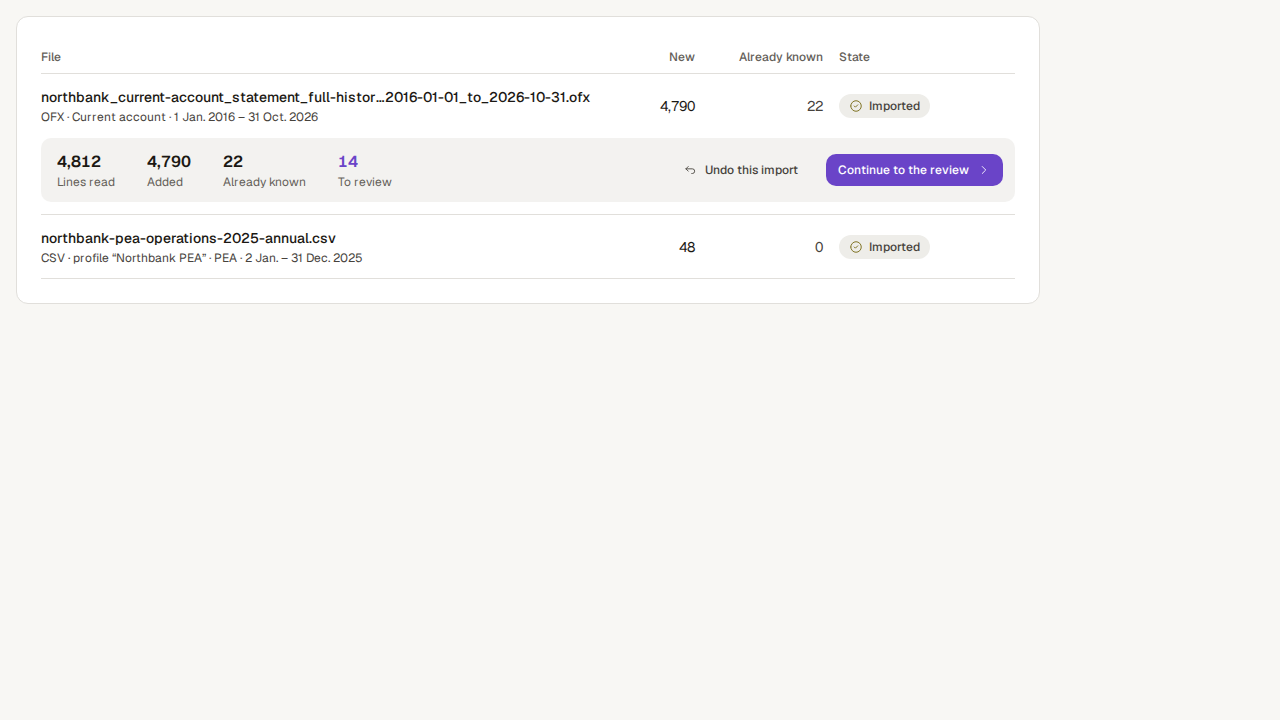 File New Already known State
northbank_current-account_statement_full-histor…2016-01-01_to_2026-10-31.ofx
OFX · Current account · 1 Jan. 2016 – 31 Oct. 2026
4,790 22 Imported
4,812 4,790 22 14
Lines read Added Already known To review
Undo this import Continue to the review
northbank-pea-operations-2025-annual.csv
CSV · profile “Northbank PEA” · PEA · 2 Jan. – 31 Dec. 2025
48 0 Imported